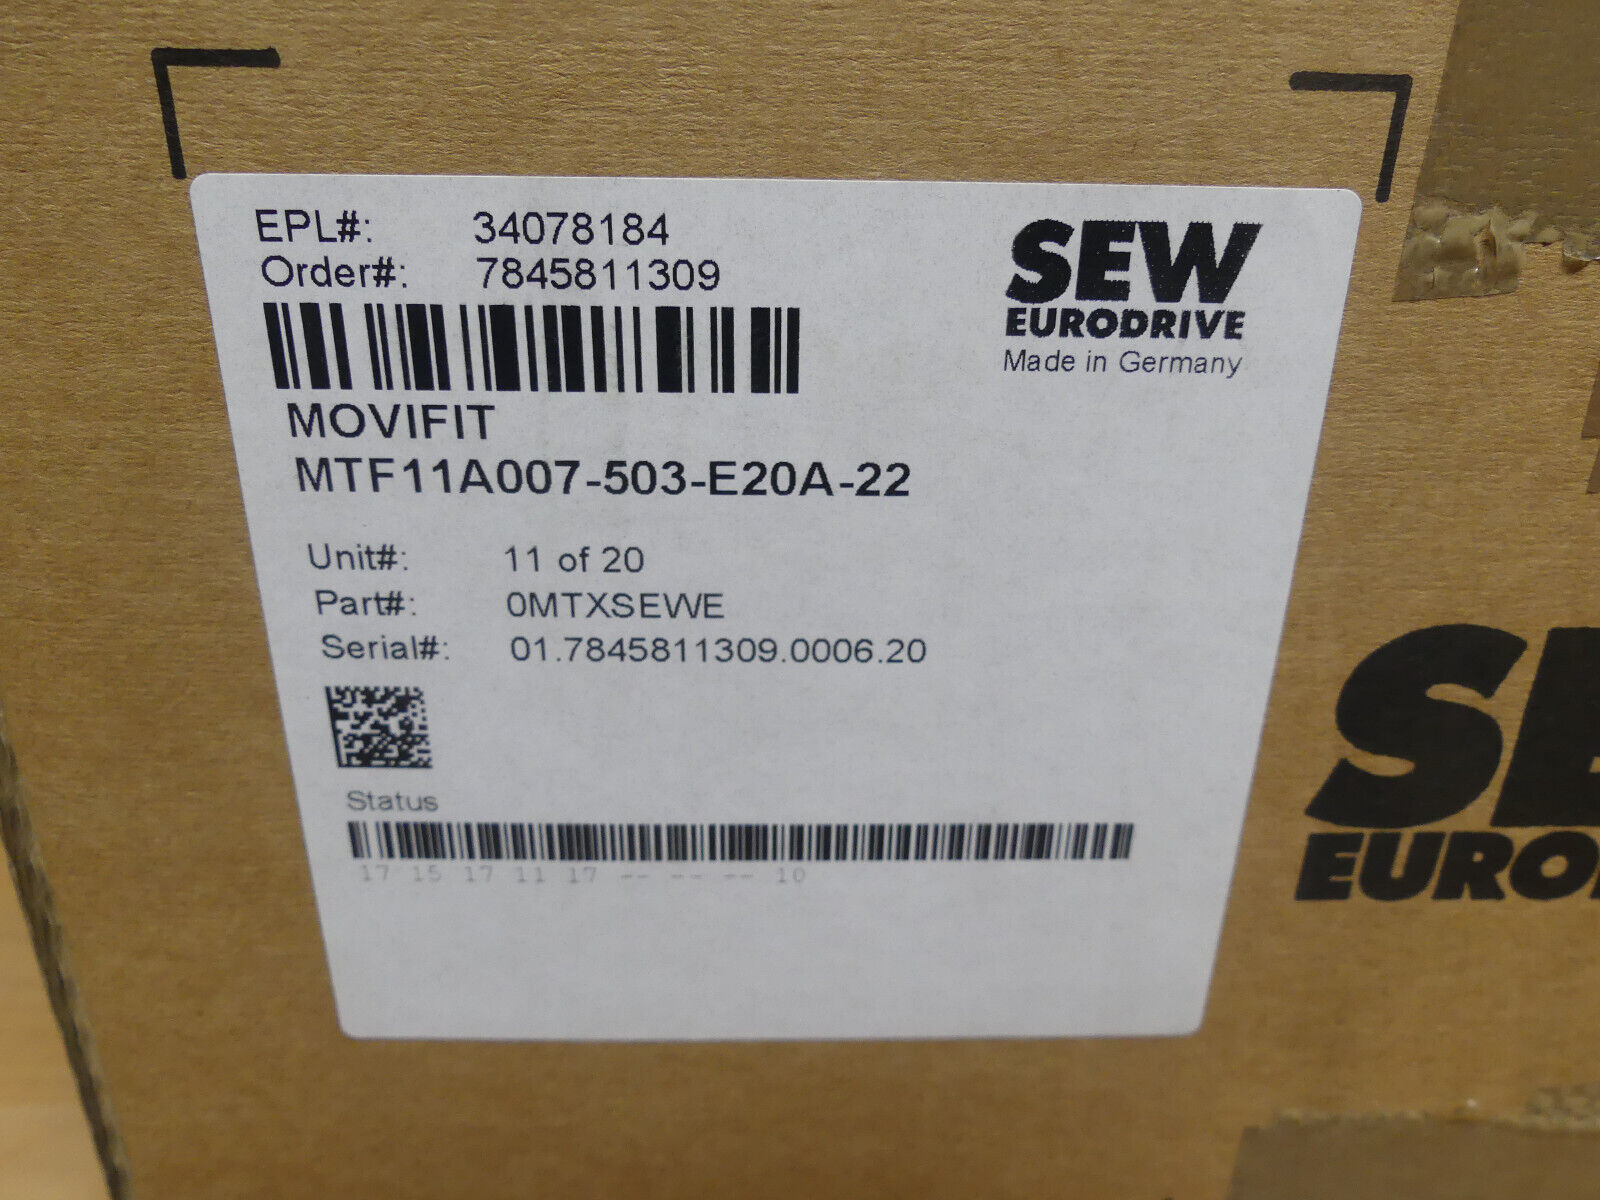 EPL#: 34078184
Order#: 7845811309
SEW
EURODRIVE
Made in Germany
MOVIFIT
MTF11A007-503-E20A-22
Unit#: 11 of 20
Part#: 0MTXSEWE
Serial#: 01.7845811309.0006.20
Status
17 15 17 11 17 -- -- -- 10
SE
EURO